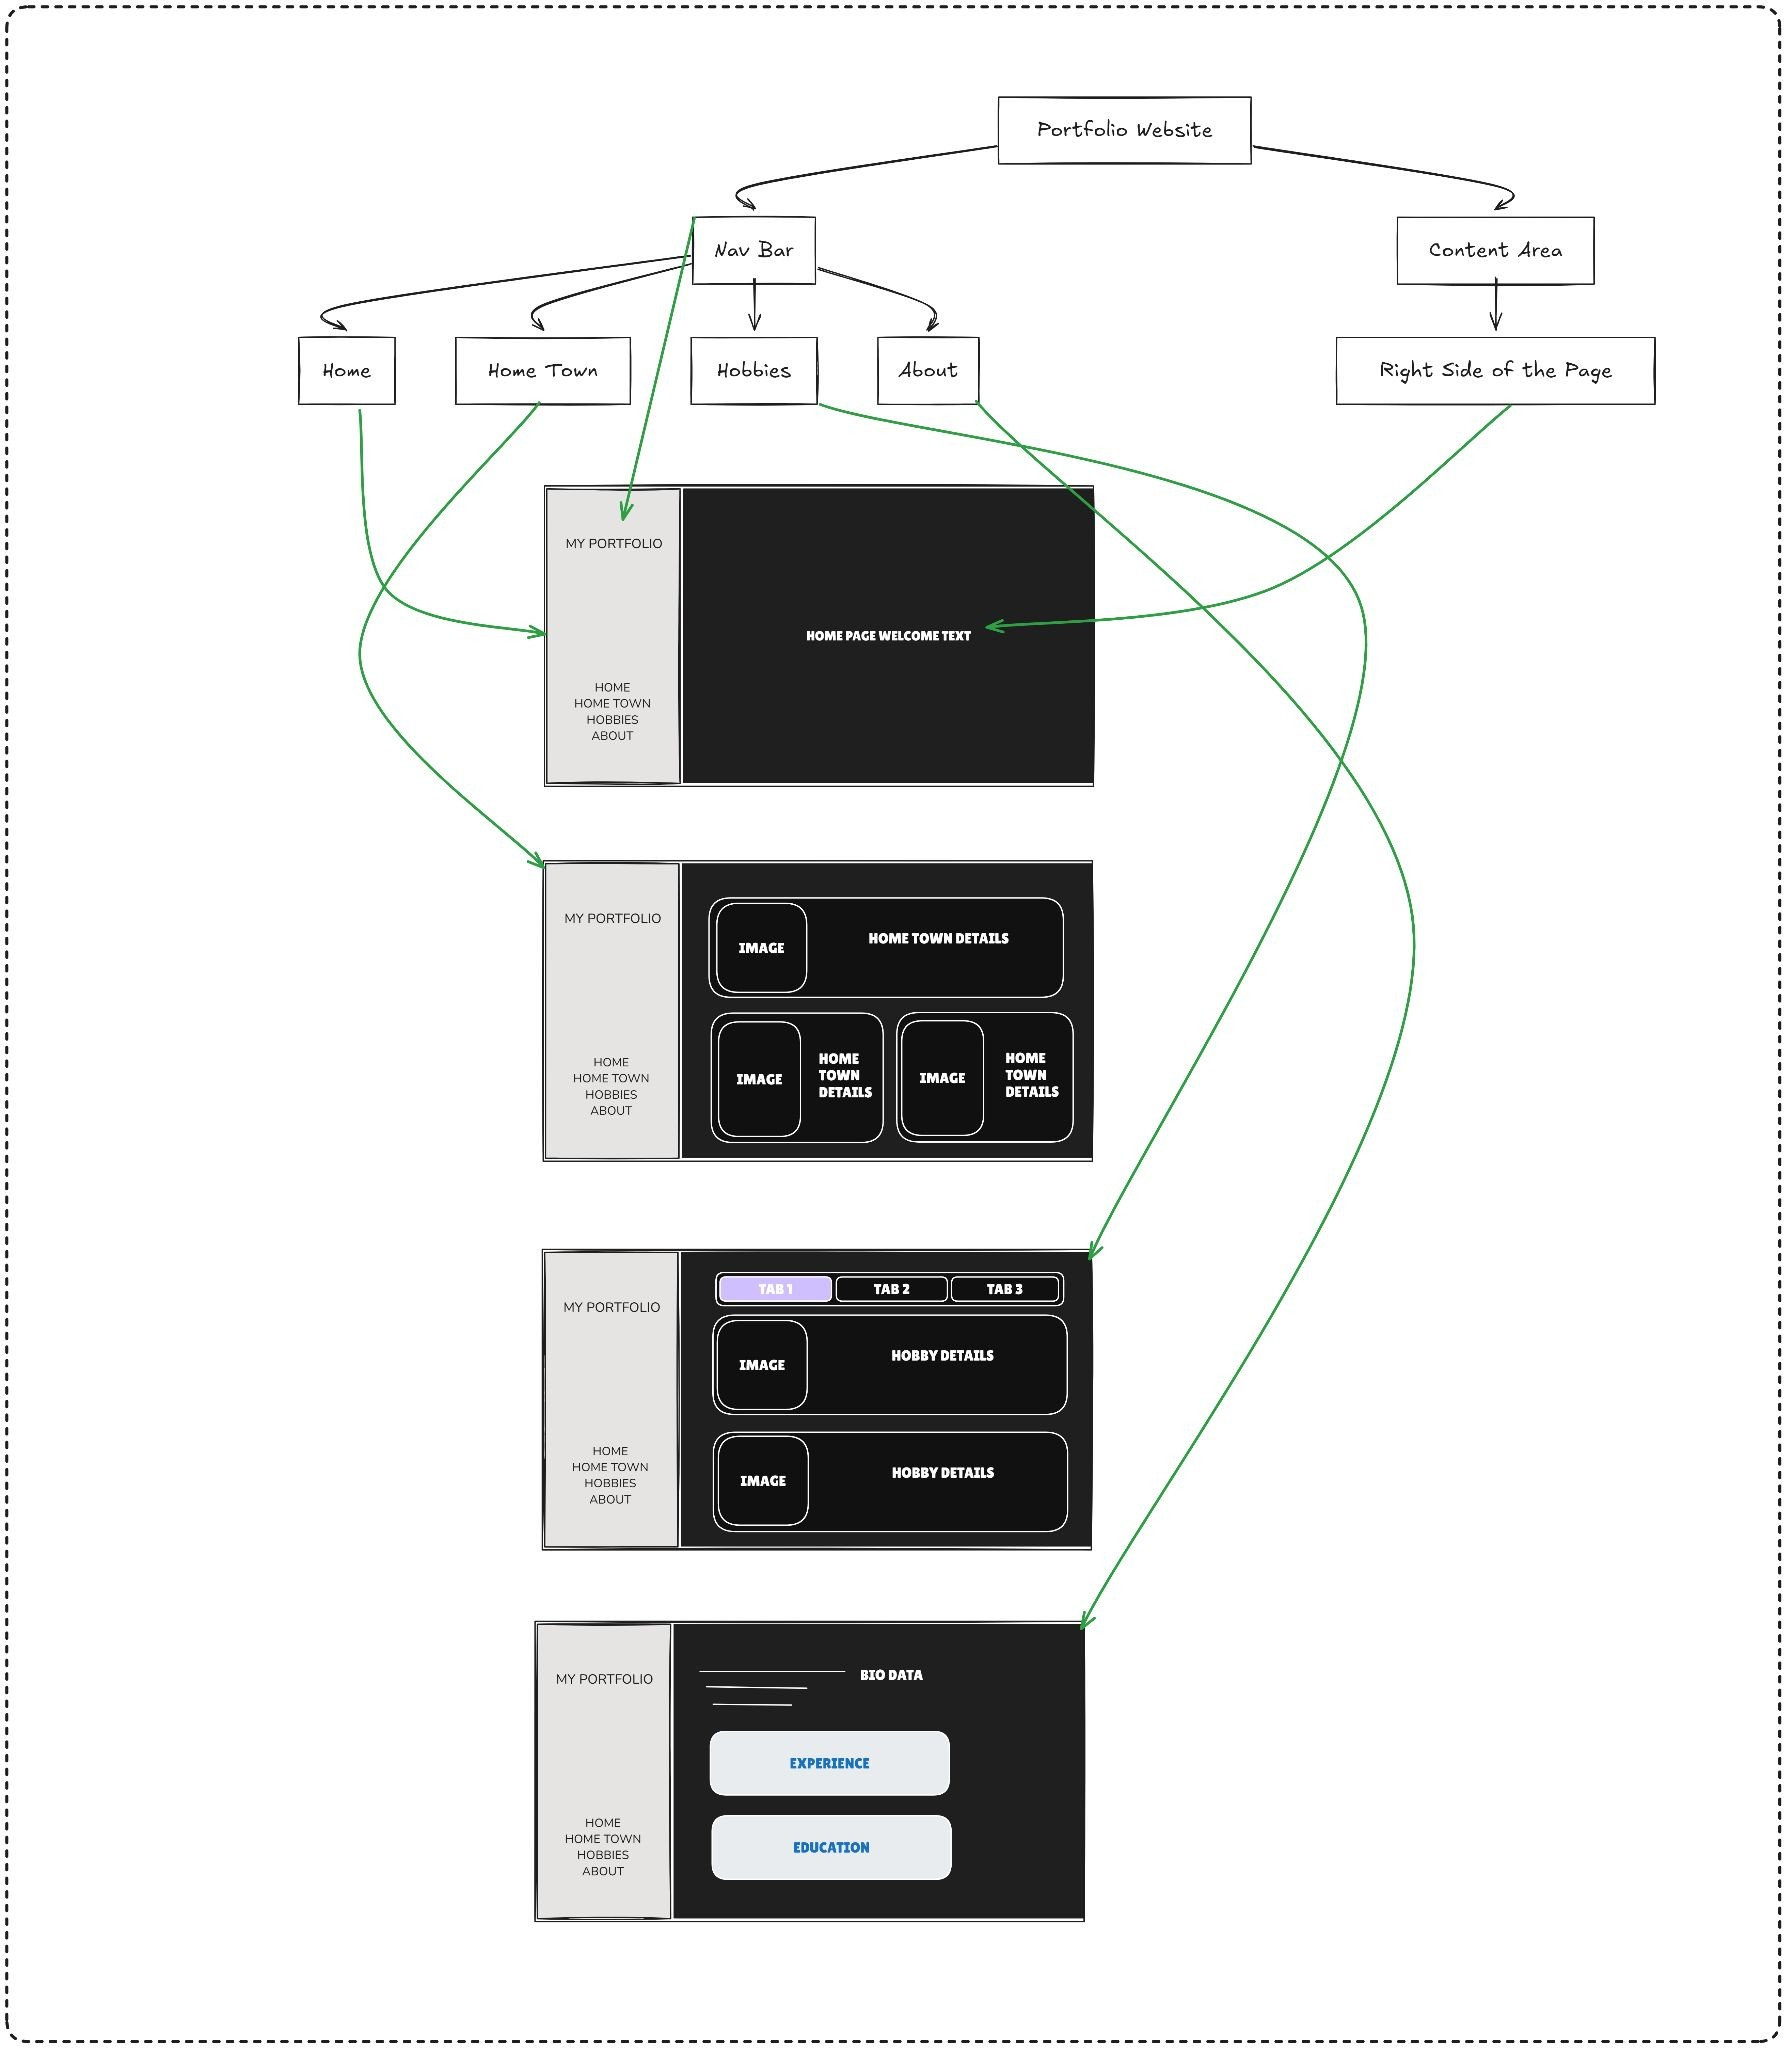 Portfolio Website
Nav Bar
Content Area
Home
Home Town
Hobbies
About
Right Side of the Page
MY PORTFOLIO
HOME PAGE WELCOME TEXT
HOME
HOME TOWN
HOBBIES
ABOUT
MY PORTFOLIO
IMAGE
HOME TOWN DETAILS
IMAGE
HOME
TOWN
DETAILS
IMAGE
HOME
TOWN
DETAILS
HOME
HOME TOWN
HOBBIES
ABOUT
MY PORTFOLIO
TAB 1
TAB 2
TAB 3
IMAGE
HOBBY DETAILS
IMAGE
HOBBY DETAILS
HOME
HOME TOWN
HOBBIES
ABOUT
MY PORTFOLIO
BIO DATA
EXPERIENCE
EDUCATION
HOME
HOME TOWN
HOBBIES
ABOUT